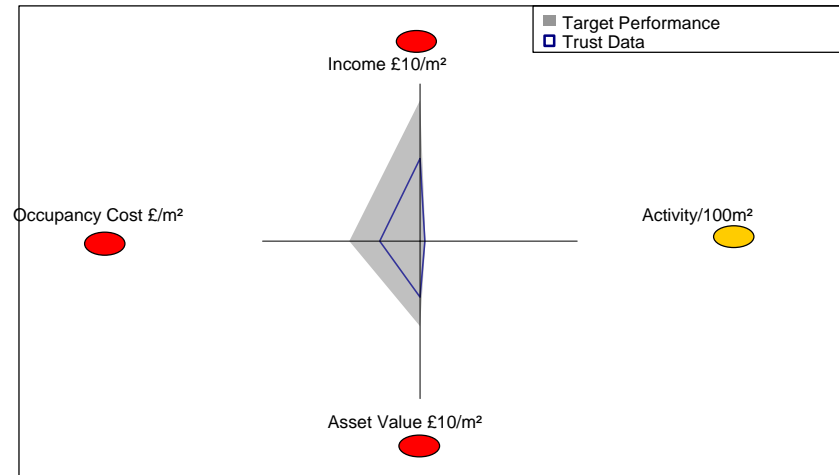 Target Performance
Trust Data
Income £10/m²
Occupancy Cost £/m²
Activity/100m²
Asset Value £10/m²